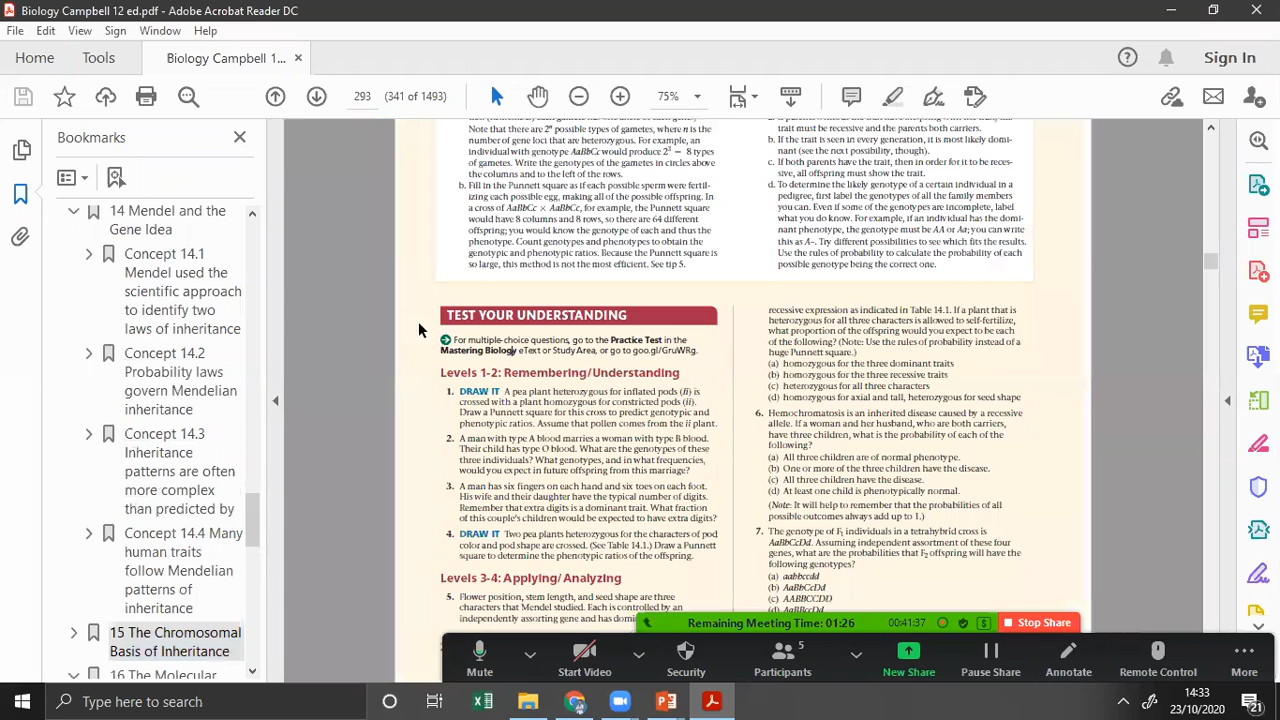 Biology Campbell 12 ed.pdf - Adobe Acrobat Reader DC
File Edit View Sign Window Help
Home Tools Biology Campbell 1... ×
Sign In
293 (341 of 1493) 75%
Bookmarks
14 Mendel and the
Gene Idea
Concept 14.1
Mendel used the
scientific approach
to identify two
laws of inheritance
Concept 14.2
Probability laws
govern Mendelian
inheritance
Concept 14.3
Inheritance
patterns are often
more complex
than predicted by
Concept 14.4 Many
human traits
follow Mendelian
patterns of
inheritance
15 The Chromosomal
Basis of Inheritance
16 The Molecular
Note that there are 2ⁿ possible types of gametes, where n is the
number of gene loci that are heterozygous. For example, an
individual with genotype AaBbCc would produce 2³ = 8 types
of gametes. Write the genotypes of the gametes in circles above
the columns and to the left of the rows.
b. Fill in the Punnett square as if each possible sperm were fertil-
izing each possible egg, making all of the possible offspring. In
a cross of AaBbCc × AaBbCc, for example, the Punnett square
would have 8 columns and 8 rows, so there are 64 different
offspring; you would know the genotype of each and thus the
phenotype. Count genotypes and phenotypes to obtain the
genotypic and phenotypic ratios. Because the Punnett square is
so large, this method is not the most efficient. See tip 5.
trait must be recessive and the parents both carriers.
b. If the trait is seen in every generation, it is most likely domi-
nant (see the next possibility, though).
c. If both parents have the trait, then in order for it to be reces-
sive, all offspring must show the trait.
d. To determine the likely genotype of a certain individual in a
pedigree, first label the genotypes of all the family members
you can. Even if some of the genotypes are incomplete, label
what you do know. For example, if an individual has the domi-
nant phenotype, the genotype must be AA or Aa; you can write
this as A–. Try different possibilities to see which fits the results.
Use the rules of probability to calculate the probability of each
possible genotype being the correct one.
TEST YOUR UNDERSTANDING
For multiple-choice questions, go to the Practice Test in the
Mastering Biology eText or Study Area, or go to goo.gl/GruWRg.
Levels 1-2: Remembering/Understanding
1. DRAW IT A pea plant heterozygous for inflated pods (Ii) is
crossed with a plant homozygous for constricted pods (ii).
Draw a Punnett square for this cross to predict genotypic and
phenotypic ratios. Assume that pollen comes from the ii plant.
2. A man with type A blood marries a woman with type B blood.
Their child has type O blood. What are the genotypes of these
three individuals? What genotypes, and in what frequencies,
would you expect in future offspring from this marriage?
3. A man has six fingers on each hand and six toes on each foot.
His wife and their daughter have the typical number of digits.
Remember that extra digits is a dominant trait. What fraction
of this couple's children would be expected to have extra digits?
4. DRAW IT Two pea plants heterozygous for the characters of pod
color and pod shape are crossed. (See Table 14.1.) Draw a Punnett
square to determine the phenotypic ratios of the offspring.
Levels 3-4: Applying/Analyzing
5. Flower position, stem length, and seed shape are three
characters that Mendel studied. Each is controlled by an
independently assorting gene and has
recessive expression as indicated in Table 14.1. If a plant that is
heterozygous for all three characters is allowed to self-fertilize,
what proportion of the offspring would you expect to be each
of the following? (Note: Use the rules of probability instead of a
huge Punnett square.)
(a) homozygous for the three dominant traits
(b) homozygous for the three recessive traits
(c) heterozygous for all three characters
(d) homozygous for axial and tall, heterozygous for seed shape
6. Hemochromatosis is an inherited disease caused by a recessive
allele. If a woman and her husband, who are both carriers,
have three children, what is the probability of each of the
following?
(a) All three children are of normal phenotype.
(b) One or more of the three children have the disease.
(c) All three children have the disease.
(d) At least one child is phenotypically normal.
(Note: It will help to remember that the probabilities of all
possible outcomes always add up to 1.)
7. The genotype of F₁ individuals in a tetrahybrid cross is
AaBbCcDd. Assuming independent assortment of these four
genes, what are the probabilities that F₂ offspring will have the
following genotypes?
(a) aabbccdd
(b) AaBbCcDd
(c) AABBCCDD
(d) AaBBccDd
Remaining Meeting Time: 01:26 00:41:37 Stop Share
Mute Start Video Security Participants 5 New Share Pause Share Annotate Remote Control More
Type here to search
14:33
23/10/2020
21